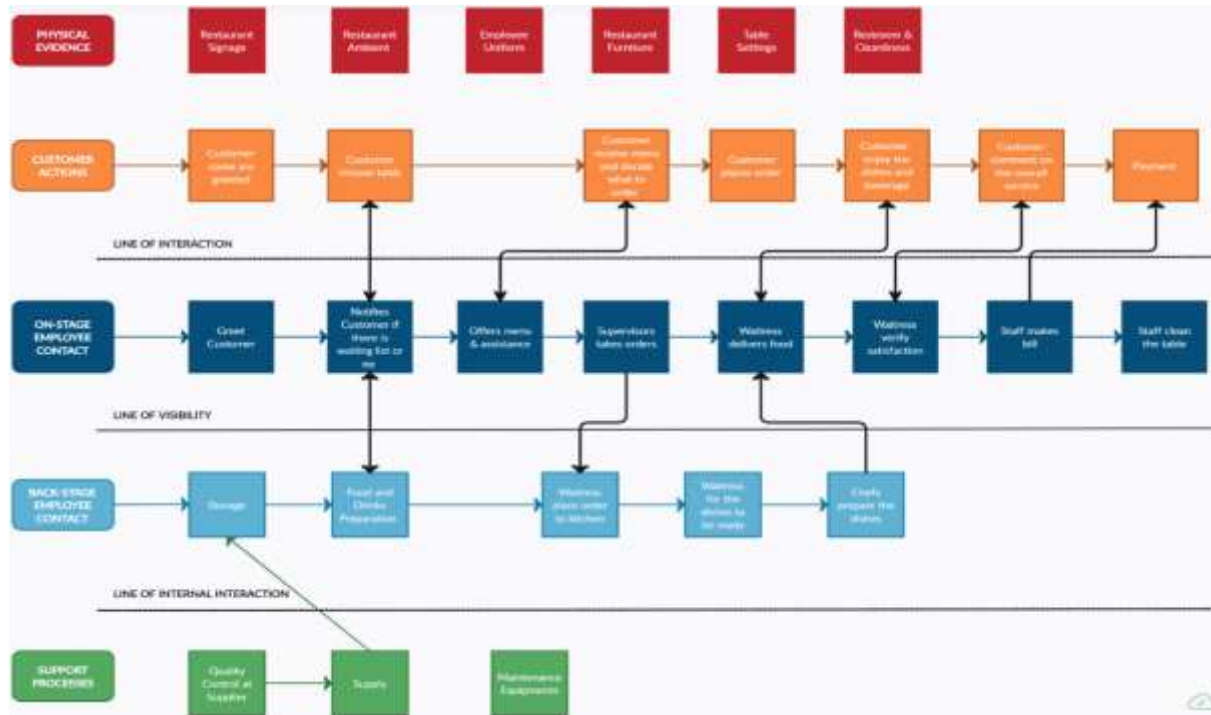 PHYSICAL
EVIDENCE
Restaurant
Signage
Restaurant
Ambient
Employee
Uniform
Restaurant
Furniture
Table
Settings
Restroom &
Cleanliness
CUSTOMER
ACTIONS
Customer
come are
greeted
Customer
choose table
Customer
receive menu
and decide
what to
order
Customer
places order
Customer
enjoy the
dishes and
beverage
Customer
comment on
the overall
service
Payment
LINE OF INTERACTION
ON-STAGE
EMPLOYEE
CONTACT
Greet
Customer
Notifies
Customer if
there is
waiting list or
no
Offers menu
& assistance
Supervisors
takes orders
Waitress
delivers food
Waitress
verify
satisfaction
Staff makes
bill
Staff clean
the table
LINE OF VISIBILITY
BACK-STAGE
EMPLOYEE
CONTACT
Storage
Food and
Drinks
Preparation
Waitress
place order
to kitchen
Waitress
for the
dishes to
be made
Chefs
prepare the
dishes
LINE OF INTERNAL INTERACTION
SUPPORT
PROCESSES
Quality
Control at
Supplier
Supply
Maintenance
Equipments